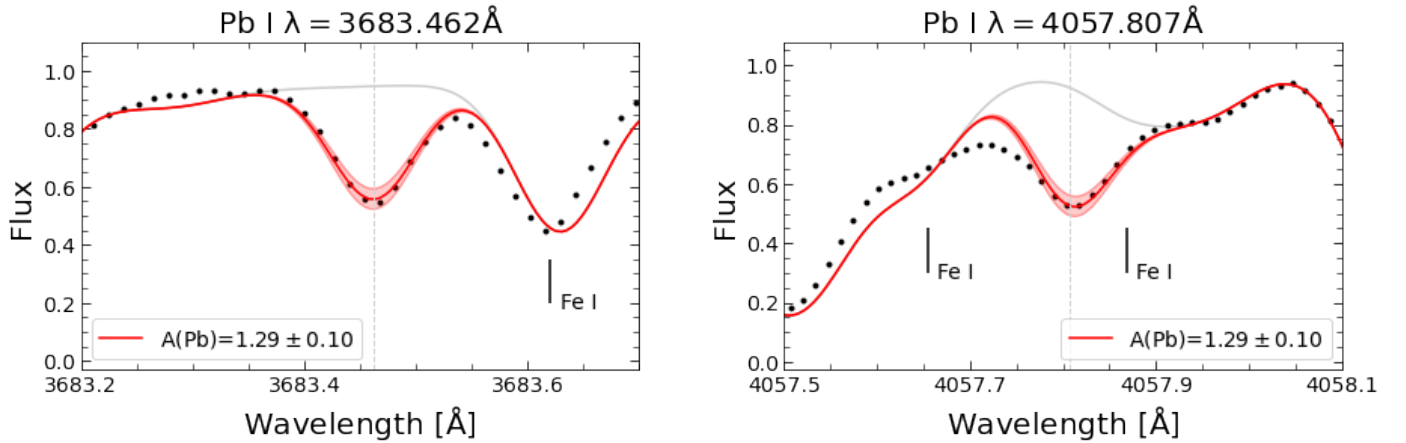 Pb I λ = 3683.462Å
Flux
1.0
0.8
0.6
0.4
0.2
0.0
Fe I
A(Pb)=1.29 ± 0.10
3683.2
3683.4
3683.6
Wavelength [Å]
Pb I λ = 4057.807Å
Flux
1.0
0.8
0.6
0.4
0.2
0.0
Fe I
Fe I
A(Pb)=1.29 ± 0.10
4057.5
4057.7
4057.9
4058.1
Wavelength [Å]